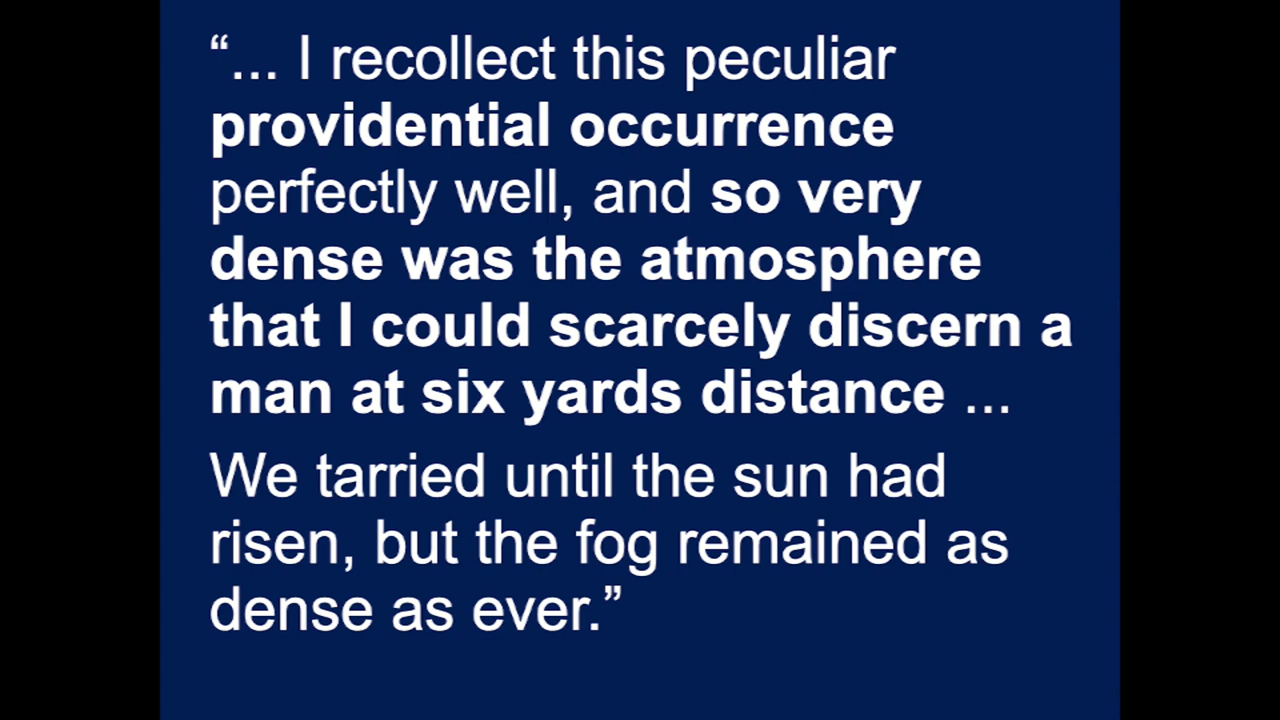 “... I recollect this peculiar
providential occurrence
perfectly well, and so very
dense was the atmosphere
that I could scarcely discern a
man at six yards distance ...
We tarried until the sun had
risen, but the fog remained as
dense as ever.”